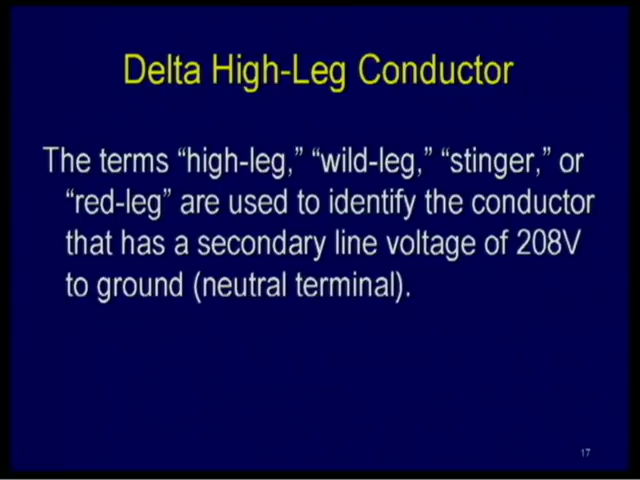 Delta High-Leg Conductor
The terms “high-leg,” “wild-leg,” “stinger,” or
“red-leg” are used to identify the conductor
that has a secondary line voltage of 208V
to ground (neutral terminal).
17